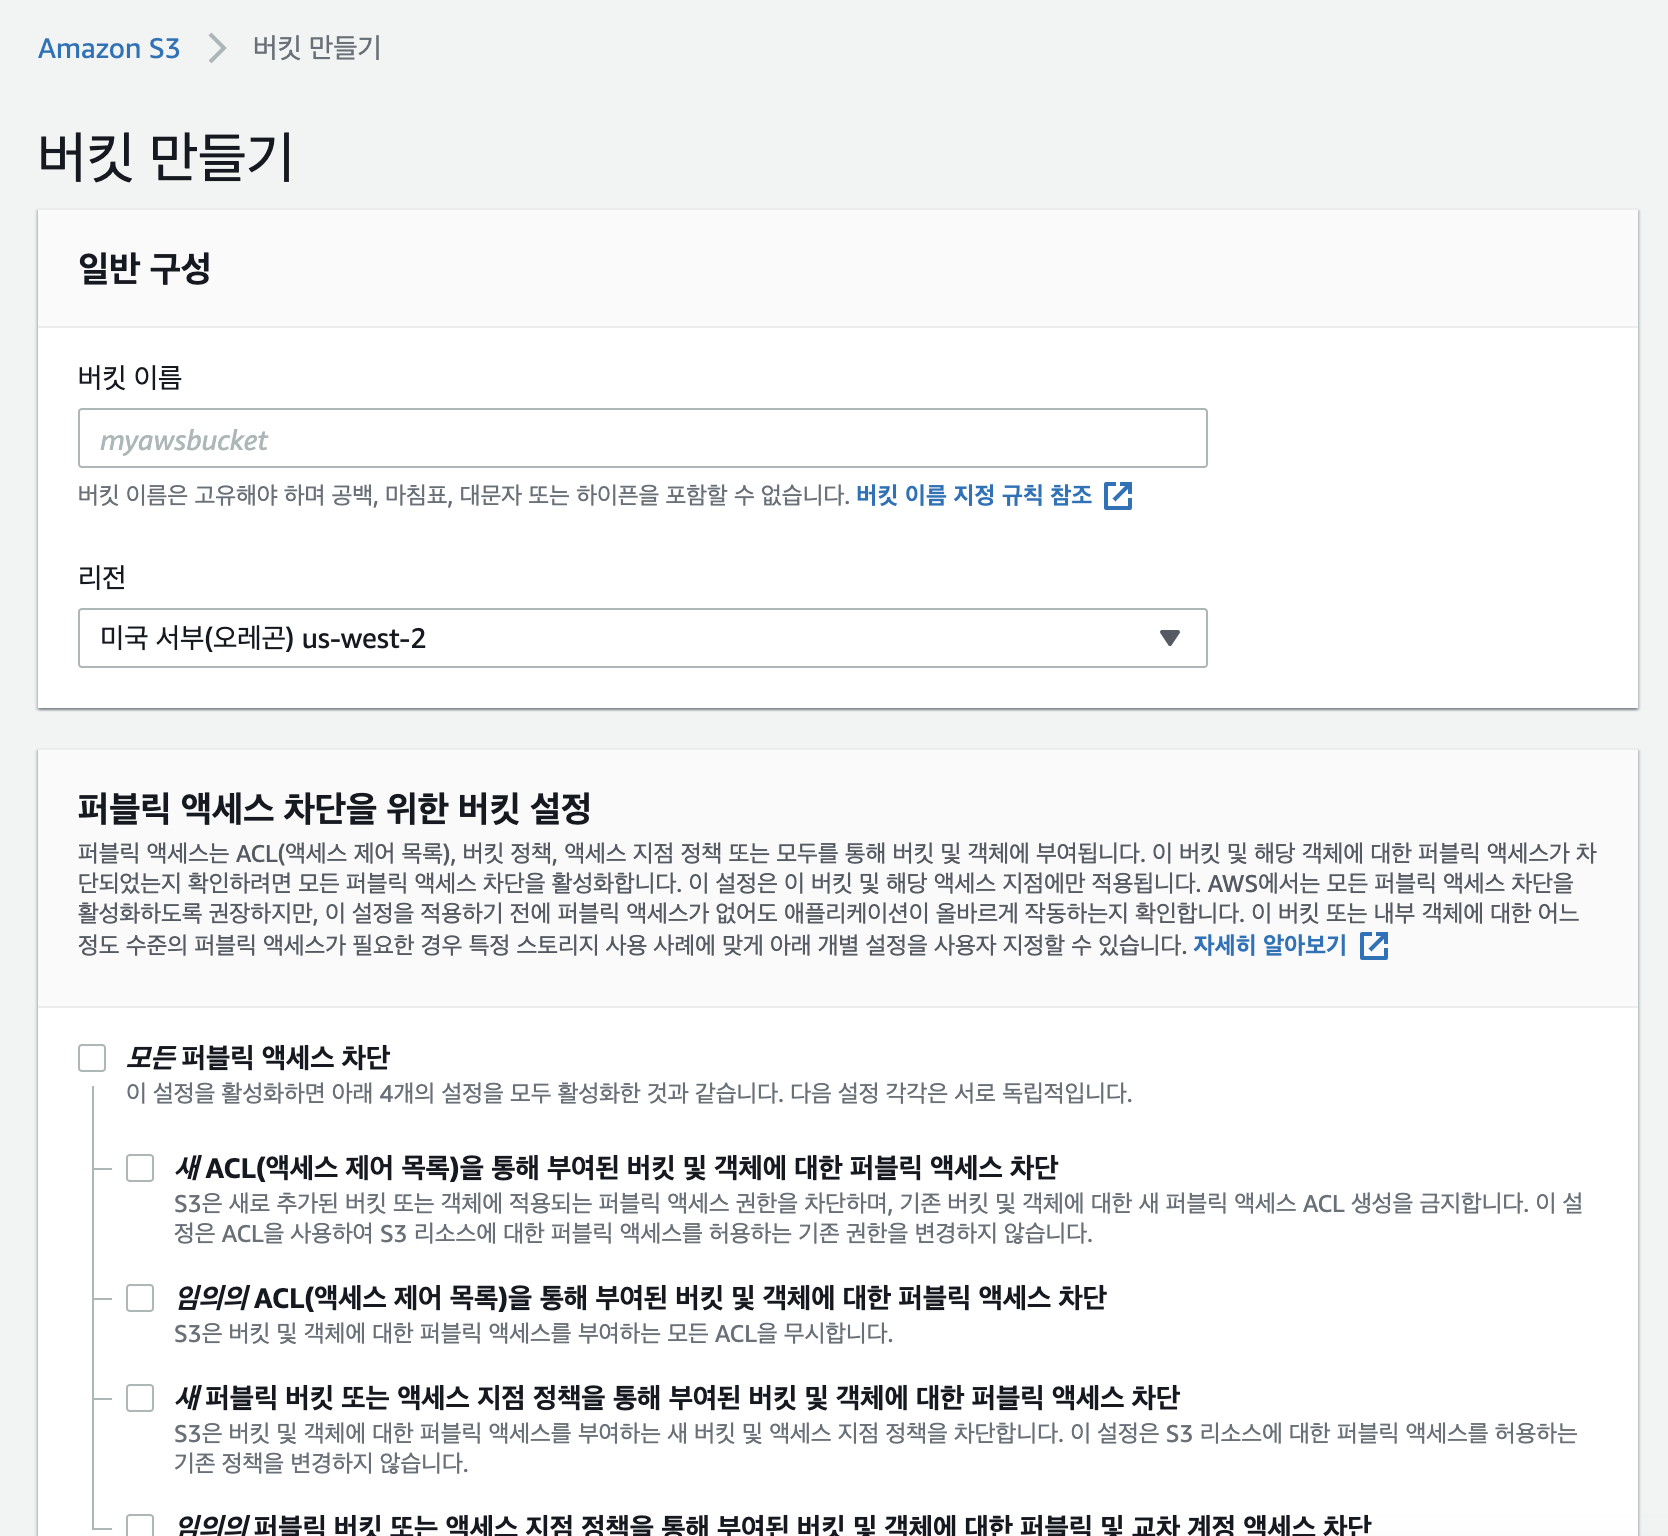 Amazon S3 > 버킷 만들기
버킷 만들기
일반 구성
버킷 이름
myawsbucket
버킷 이름은 고유해야 하며 공백, 마침표, 대문자 또는 하이픈을 포함할 수 없습니다. 버킷 이름 지정 규칙 참조
리전
미국 서부(오레곤) us-west-2
퍼블릭 액세스 차단을 위한 버킷 설정
퍼블릭 액세스는 ACL(액세스 제어 목록), 버킷 정책, 액세스 지점 정책 또는 모두를 통해 버킷 및 객체에 부여됩니다. 이 버킷 및 해당 객체에 대한 퍼블릭 액세스가 차
단되었는지 확인하려면 모든 퍼블릭 액세스 차단을 활성화합니다. 이 설정은 이 버킷 및 해당 액세스 지점에만 적용됩니다. AWS에서는 모든 퍼블릭 액세스 차단을
활성화하도록 권장하지만, 이 설정을 적용하기 전에 퍼블릭 액세스가 없어도 애플리케이션이 올바르게 작동하는지 확인합니다. 이 버킷 또는 내부 객체에 대한 어느
정도 수준의 퍼블릭 액세스가 필요한 경우 특정 스토리지 사용 사례에 맞게 아래 개별 설정을 사용자 지정할 수 있습니다. 자세히 알아보기
모든 퍼블릭 액세스 차단
이 설정을 활성화하면 아래 4개의 설정을 모두 활성화한 것과 같습니다. 다음 설정 각각은 서로 독립적입니다.
새 ACL(액세스 제어 목록)을 통해 부여된 버킷 및 객체에 대한 퍼블릭 액세스 차단
S3은 새로 추가된 버킷 또는 객체에 적용되는 퍼블릭 액세스 권한을 차단하며, 기존 버킷 및 객체에 대한 새 퍼블릭 액세스 ACL 생성을 금지합니다. 이 설
정은 ACL을 사용하여 S3 리소스에 대한 퍼블릭 액세스를 허용하는 기존 권한을 변경하지 않습니다.
임의의 ACL(액세스 제어 목록)을 통해 부여된 버킷 및 객체에 대한 퍼블릭 액세스 차단
S3은 버킷 및 객체에 대한 퍼블릭 액세스를 부여하는 모든 ACL을 무시합니다.
새 퍼블릭 버킷 또는 액세스 지점 정책을 통해 부여된 버킷 및 객체에 대한 퍼블릭 액세스 차단
S3은 버킷 및 객체에 대한 퍼블릭 액세스를 부여하는 새 버킷 및 액세스 지점 정책을 차단합니다. 이 설정은 S3 리소스에 대한 퍼블릭 액세스를 허용하는
기존 정책을 변경하지 않습니다.
임의의 퍼블릭 버킷 또는 액세스 지점 정책을 통해 부여된 버킷 및 객체에 대한 퍼블릭 및 교차 계정 액세스 차단